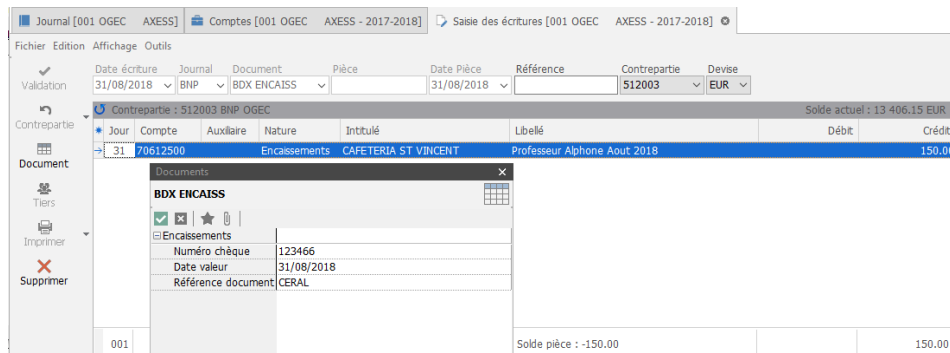 Journal [001 OGEC AXESS] Comptes [001 OGEC AXESS - 2017-2018] Saisie des écritures [001 OGEC AXESS - 2017-2018]
Fichier Edition Affichage Outils
Validation
Date écriture Journal Document Pièce Date Pièce Référence Contrepartie Devise
31/08/2018 BNP BDX ENCAISS 31/08/2018 512003 EUR
Contrepartie
Contrepartie : 512003 BNP OGEC Solde actuel : 13 406.15 EUR
Jour Compte Auxiliaire Nature Intitulé Libellé Débit Crédit
31 70612500 Encaissements CAFETERIA ST VINCENT Professeur Alphone Aout 2018 150.00
Document
Tiers
Imprimer
Supprimer
Documents
BDX ENCAISS
Encaissements
Numéro chèque 123466
Date valeur 31/08/2018
Référence document CERAL
001 Solde pièce : -150.00 150.00